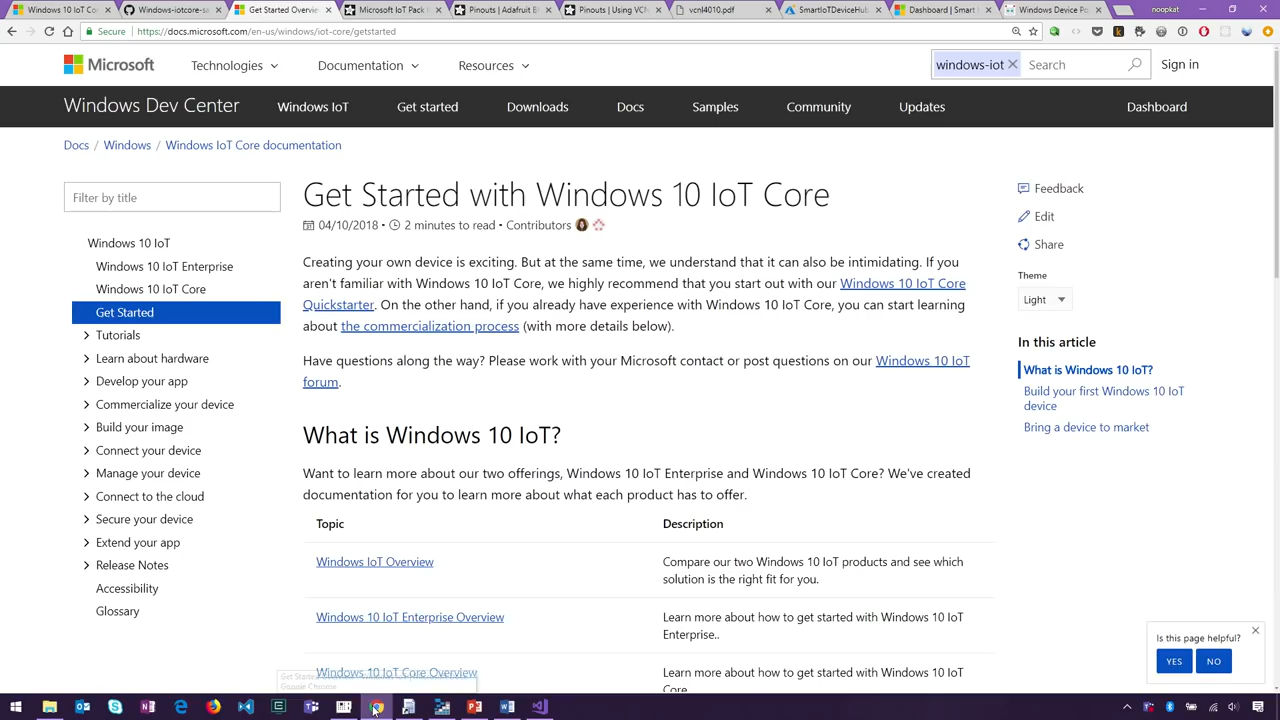 Windows 10 IoT Co
Windows-iotcore-sa
Get Started Overvie
Microsoft IoT Pack
Pinouts | Adafruit B
Pinouts | Using VCN
vcnl4010.pdf
SmartIoTDeviceHub
Dashboard | Smart
Windows Device Po
Secure | https://docs.microsoft.com/en-us/windows/iot-core/getstarted
Microsoft Technologies Documentation Resources windows-iot Search Sign in
Windows Dev Center Windows IoT Get started Downloads Docs Samples Community Updates Dashboard
Docs / Windows / Windows IoT Core documentation
Filter by title
Windows 10 IoT
Windows 10 IoT Enterprise
Windows 10 IoT Core
Get Started
Tutorials
Learn about hardware
Develop your app
Commercialize your device
Build your image
Connect your device
Manage your device
Connect to the cloud
Secure your device
Extend your app
Release Notes
Accessibility
Glossary
Get Started with Windows 10 IoT Core
04/10/2018 • 2 minutes to read • Contributors
Creating your own device is exciting. But at the same time, we understand that it can also be intimidating. If you
aren't familiar with Windows 10 IoT Core, we highly recommend that you start out with our Windows 10 IoT Core
Quickstarter. On the other hand, if you already have experience with Windows 10 IoT Core, you can start learning
about the commercialization process (with more details below).
Have questions along the way? Please work with your Microsoft contact or post questions on our Windows 10 IoT
forum.
What is Windows 10 IoT?
Want to learn more about our two offerings, Windows 10 IoT Enterprise and Windows 10 IoT Core? We've created
documentation for you to learn more about what each product has to offer.
Topic Description
Windows IoT Overview
Compare our two Windows 10 IoT products and see which
solution is the right fit for you.
Windows 10 IoT Enterprise Overview
Learn more about how to get started with Windows 10 IoT
Enterprise..
Windows 10 IoT Core Overview
Learn more about how to get started with Windows 10 IoT
Core
Feedback
Edit
Share
Theme
Light
In this article
What is Windows 10 IoT?
Build your first Windows 10 IoT
device
Bring a device to market
Is this page helpful?
YES NO